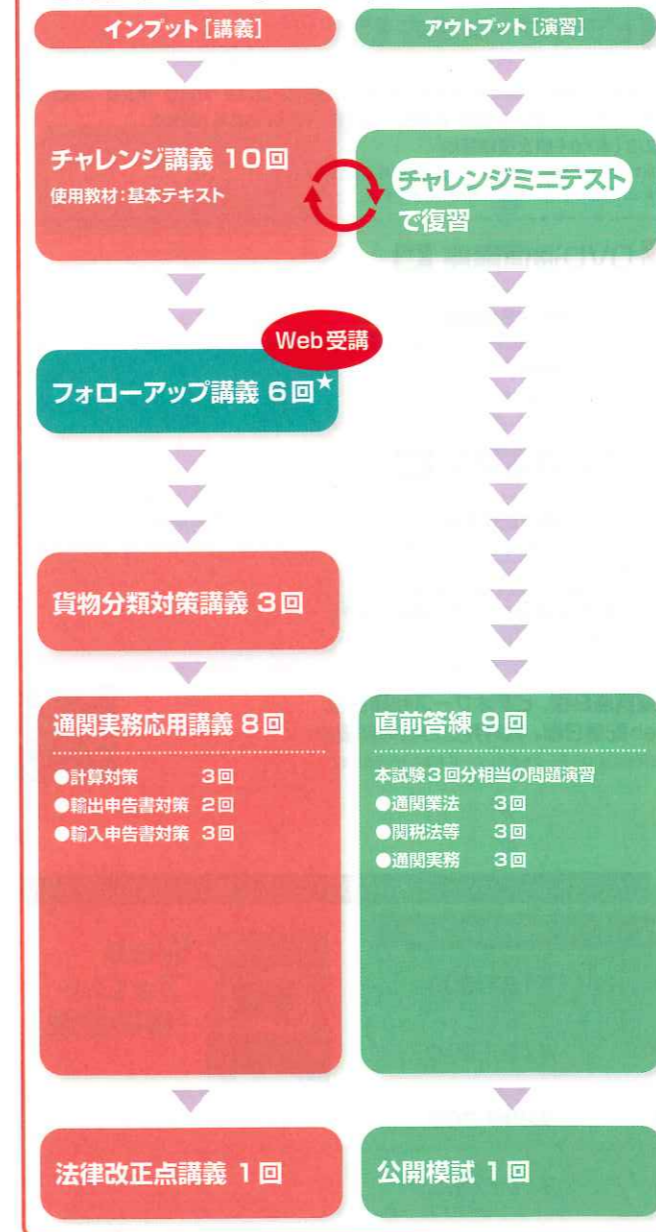 インプット[講義]
アウトプット[演習]
チャレンジ講義 10回
使用教材:基本テキスト
チャレンジミニテスト
で復習
Web受講
フォローアップ講義 6回★
貨物分類対策講義 3回
通関実務応用講義 8回
●計算対策 3回
●輸出申告書対策 2回
●輸入申告書対策 3回
直前答練 9回
本試験3回分相当の問題演習
●通関業法 3回
●関税法等 3回
●通関実務 3回
法律改正点講義 1回
公開模試 1回